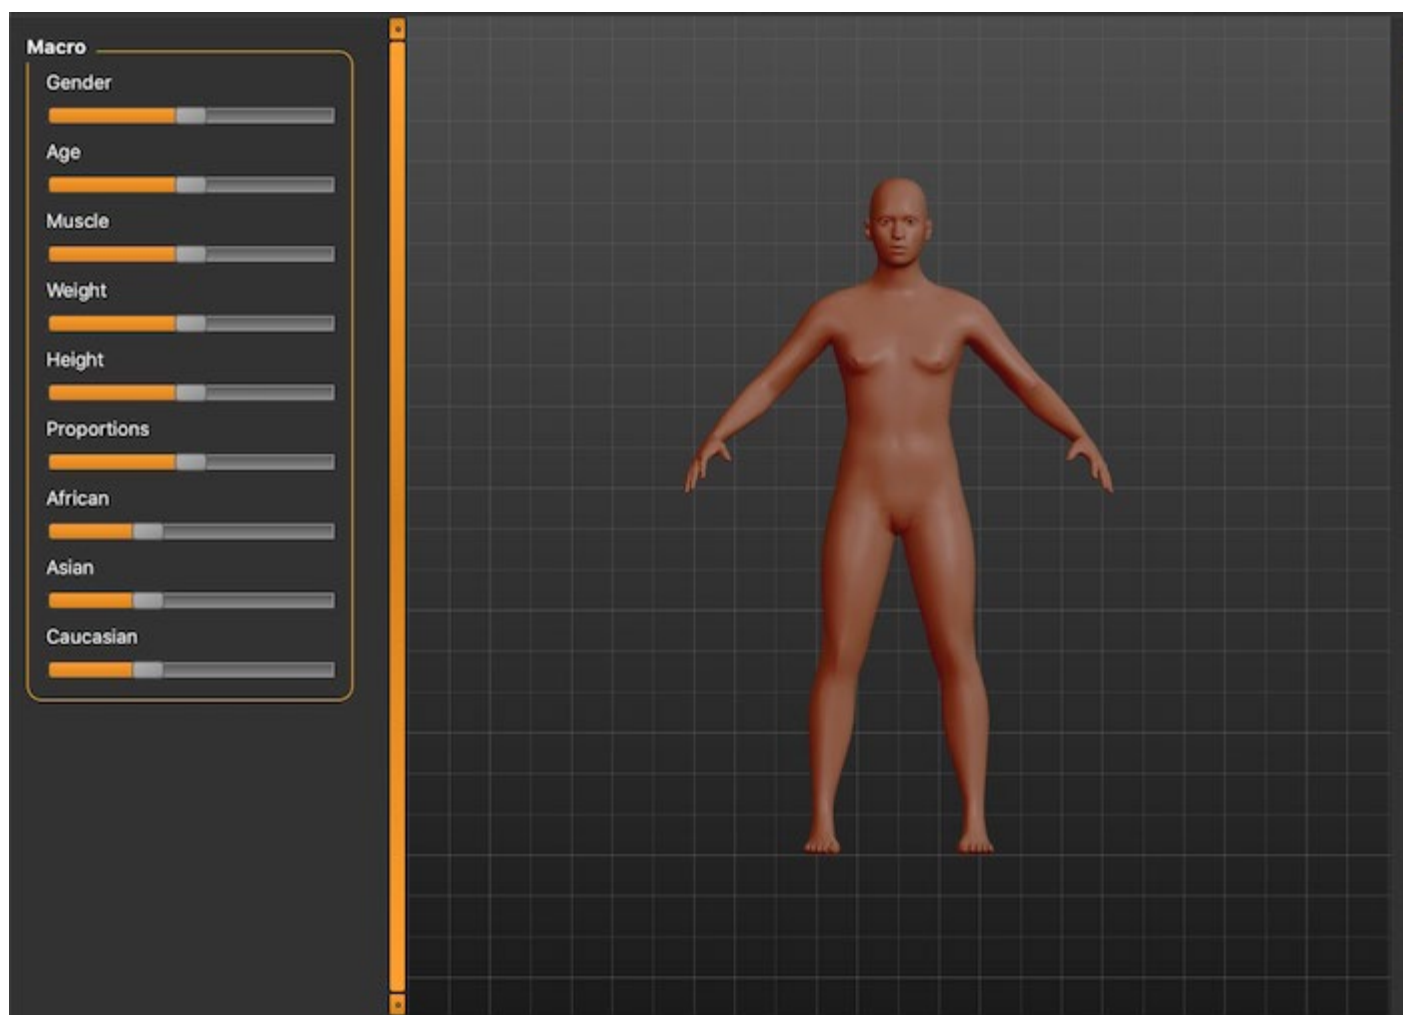 Macro
Gender
Age
Muscle
Weight
Height
Proportions
African
Asian
Caucasian